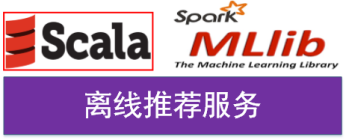 Scala
Spark
MLlib
The Machine Learning Library
离线推荐服务